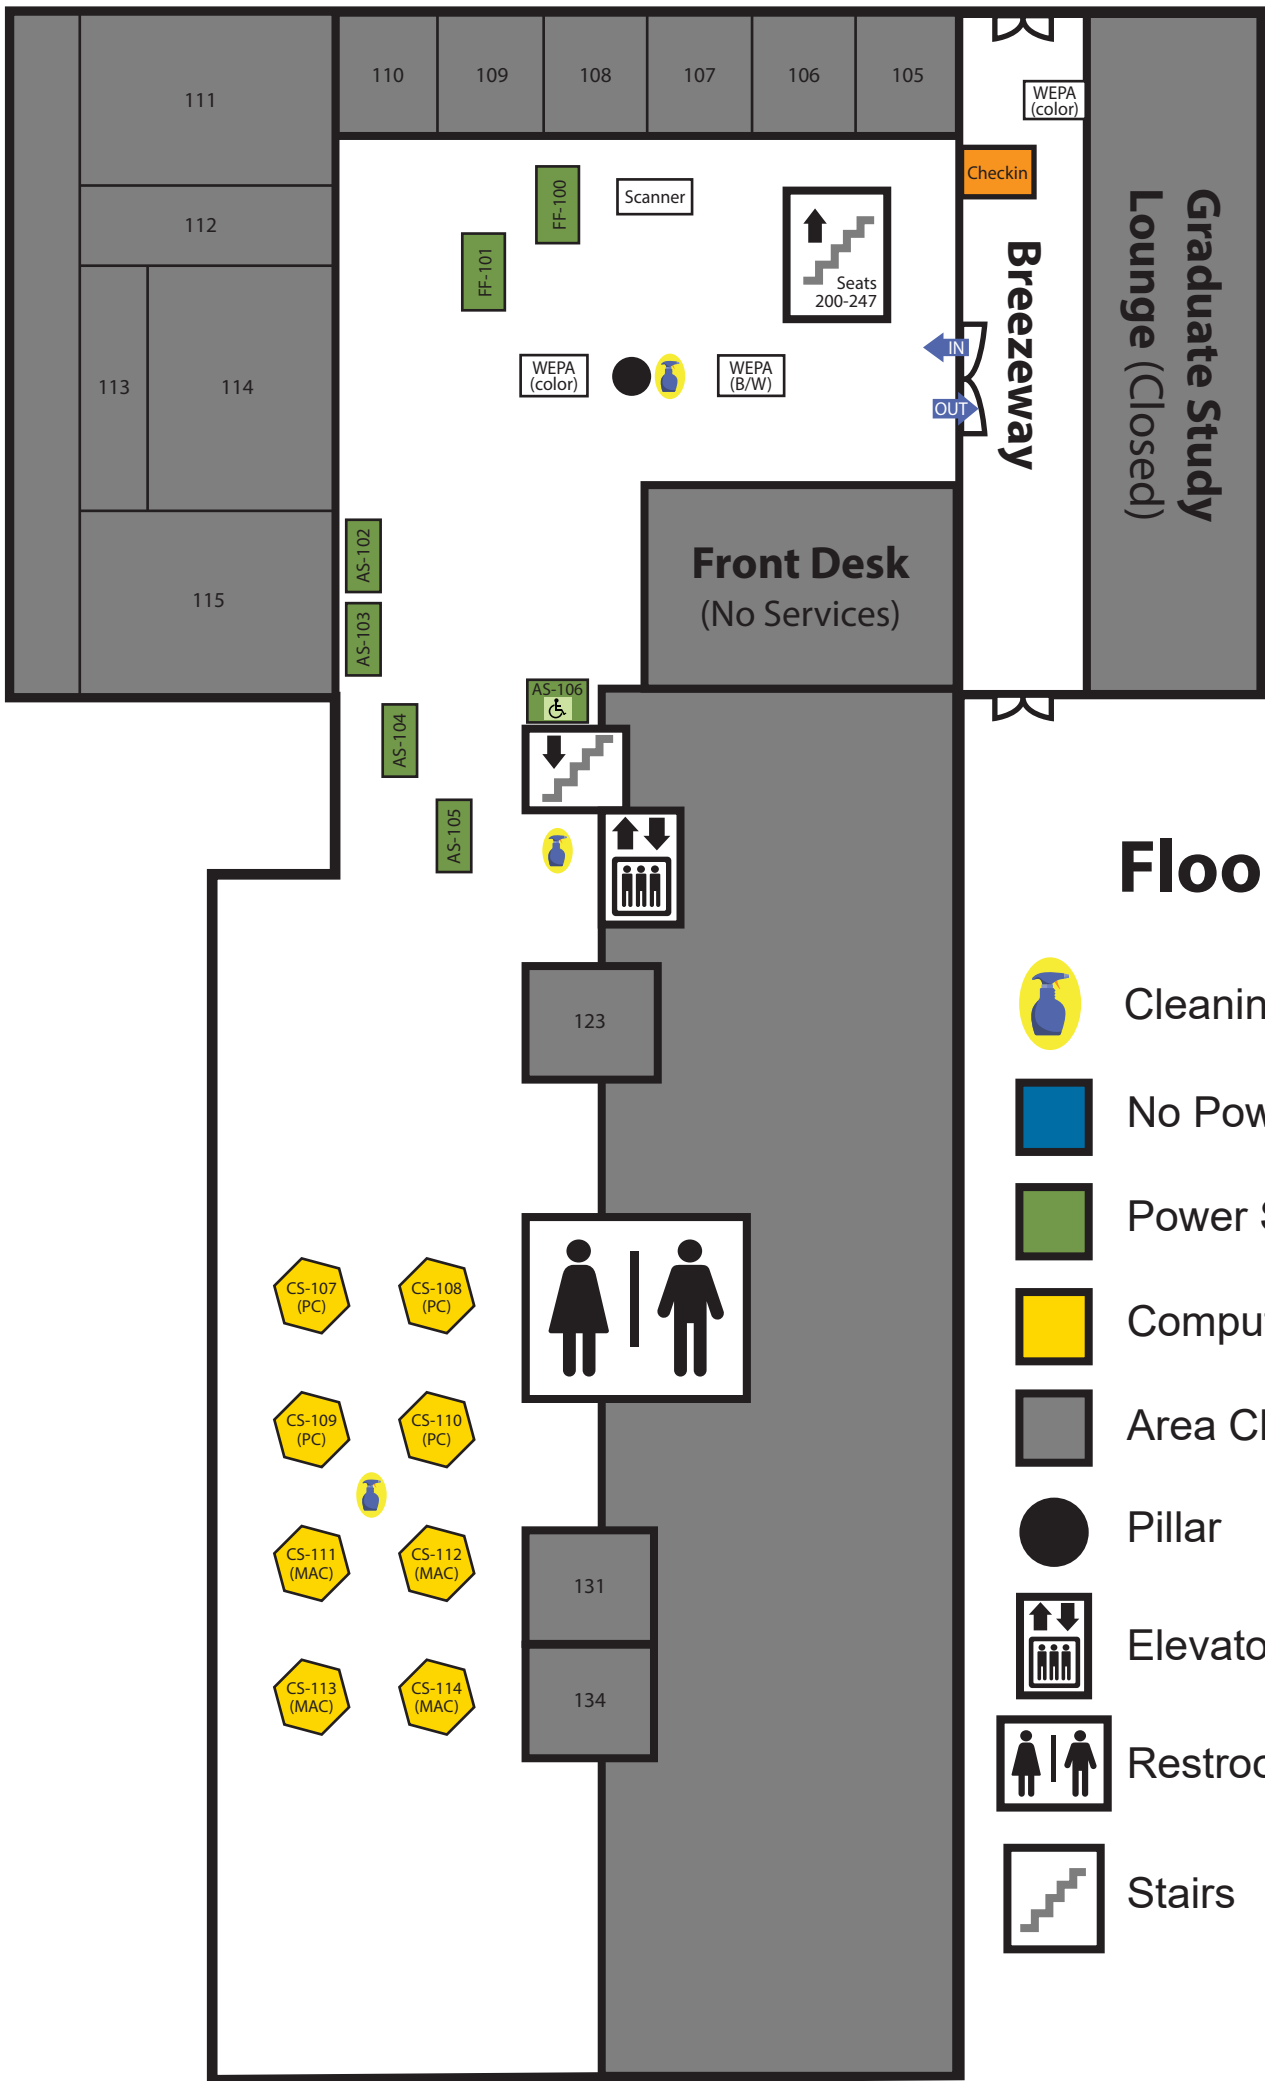 110
109
108
107
106
105
111
112
113
114
115
WEPA
(color)
Checkin
Graduate Study
Lounge (Closed)
Breezeway
FF-100
FF-101
Scanner
Seats
200-247
IN
OUT
WEPA
(color)
WEPA
(B/W)
Front Desk
(No Services)
AS-102
AS-103
AS-106
AS-104
AS-105
123
CS-107
(PC)
CS-108
(PC)
CS-109
(PC)
CS-110
(PC)
CS-111
(MAC)
CS-112
(MAC)
CS-113
(MAC)
CS-114
(MAC)
131
134
Floo
Cleanin
No Pow
Power S
Comput
Area Cl
Pillar
Elevato
Restroo
Stairs